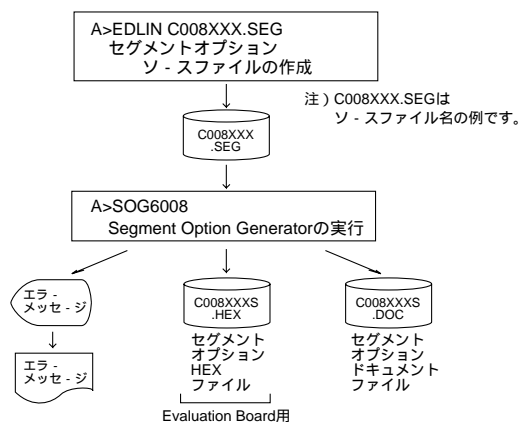 A>EDLIN C008XXX.SEG
セグメントオプション
ソ - スファイルの作成
注 ) C008XXX.SEGは
ソ - スファイル名の例です。
C008XXX
.SEG
A>SOG6008
Segment Option Generatorの実行
エラ -
メッセ - ジ
C008XXXS
.HEX
C008XXXS
.DOC
エラ -
メッセ - ジ
セグメント
オプション
HEX
ファイル
セグメント
オプション
ドキュメント
ファイル
Evaluation Board用